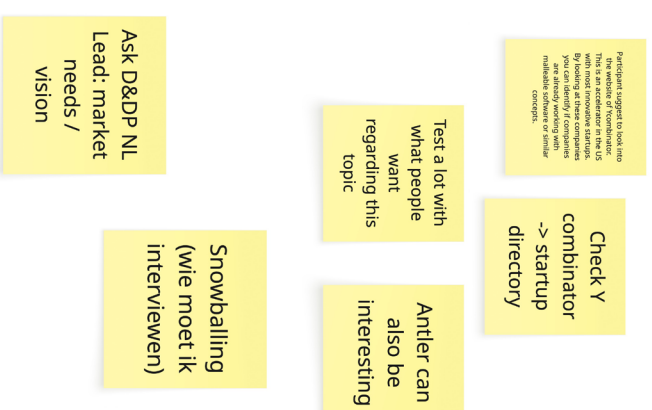 Participant suggest to look into
the website of Ycombinator.
This is an accelerator in the US
with most innovative startups.
By looking at these companies
you can identify if companies
are already working with
malleable software or similar
concepts.
Check Y
combinator
-> startup
directory
Test a lot with
what people
want
regarding this
topic
Antler can
also be
interesting
Snowballing
(wie moet ik
interviewen)
Ask D&DP NL
Lead: market
needs /
vision